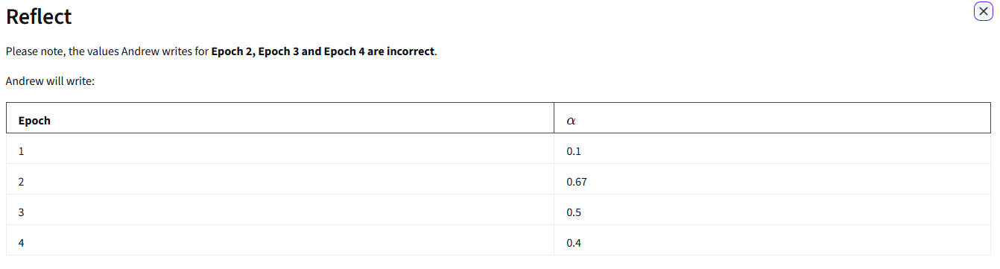 Reflect
Please note, the values Andrew writes for Epoch 2, Epoch 3 and Epoch 4 are incorrect.
Andrew will write:
Epoch α
1 0.1
2 0.67
3 0.5
4 0.4